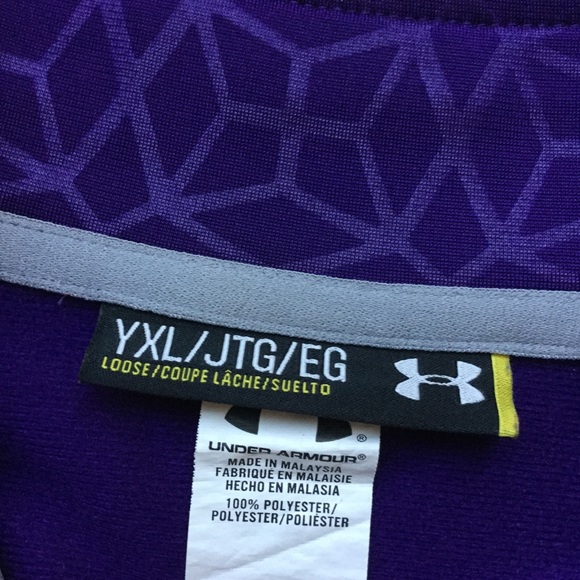 YXL/JTG/EG
LOOSE/COUPE LÂCHE/SUELTO
®
UNDER ARMOUR®
MADE IN MALAYSIA
FABRIQUÉ EN MALAISIE
HECHO EN MALASIA
100% POLYESTER/
POLYESTER/POLIÉSTER